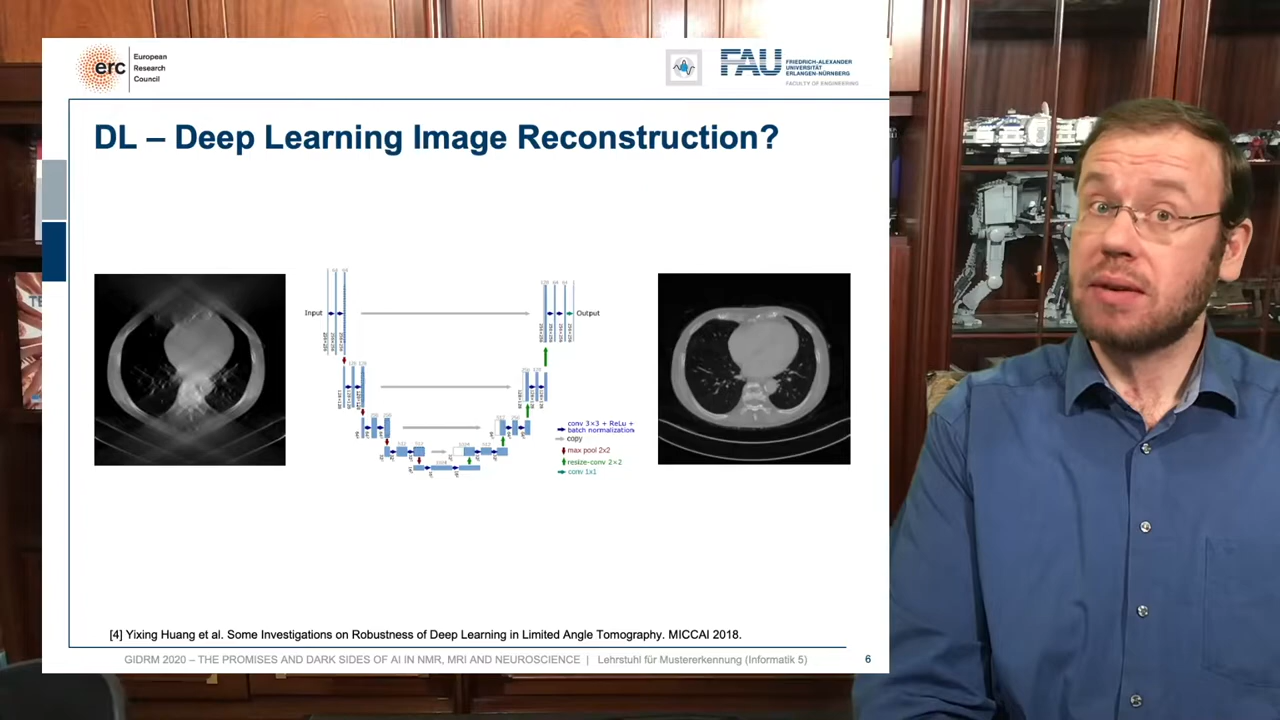 erc
European
Research
Council
FAU
FRIEDRICH-ALEXANDER
UNIVERSITÄT
ERLANGEN-NÜRNBERG
FACULTY OF ENGINEERING
DL – Deep Learning Image Reconstruction?
Input
Output
conv 3×3 + ReLu +
batch normalization
copy
max pool 2x2
resize-conv 2×2
conv 1x1
[4] Yixing Huang et al. Some Investigations on Robustness of Deep Learning in Limited Angle Tomography. MICCAI 2018.
GIDRM 2020 – THE PROMISES AND DARK SIDES OF AI IN NMR, MRI AND NEUROSCIENCE | Lehrstuhl für Mustererkennung (Informatik 5)
6